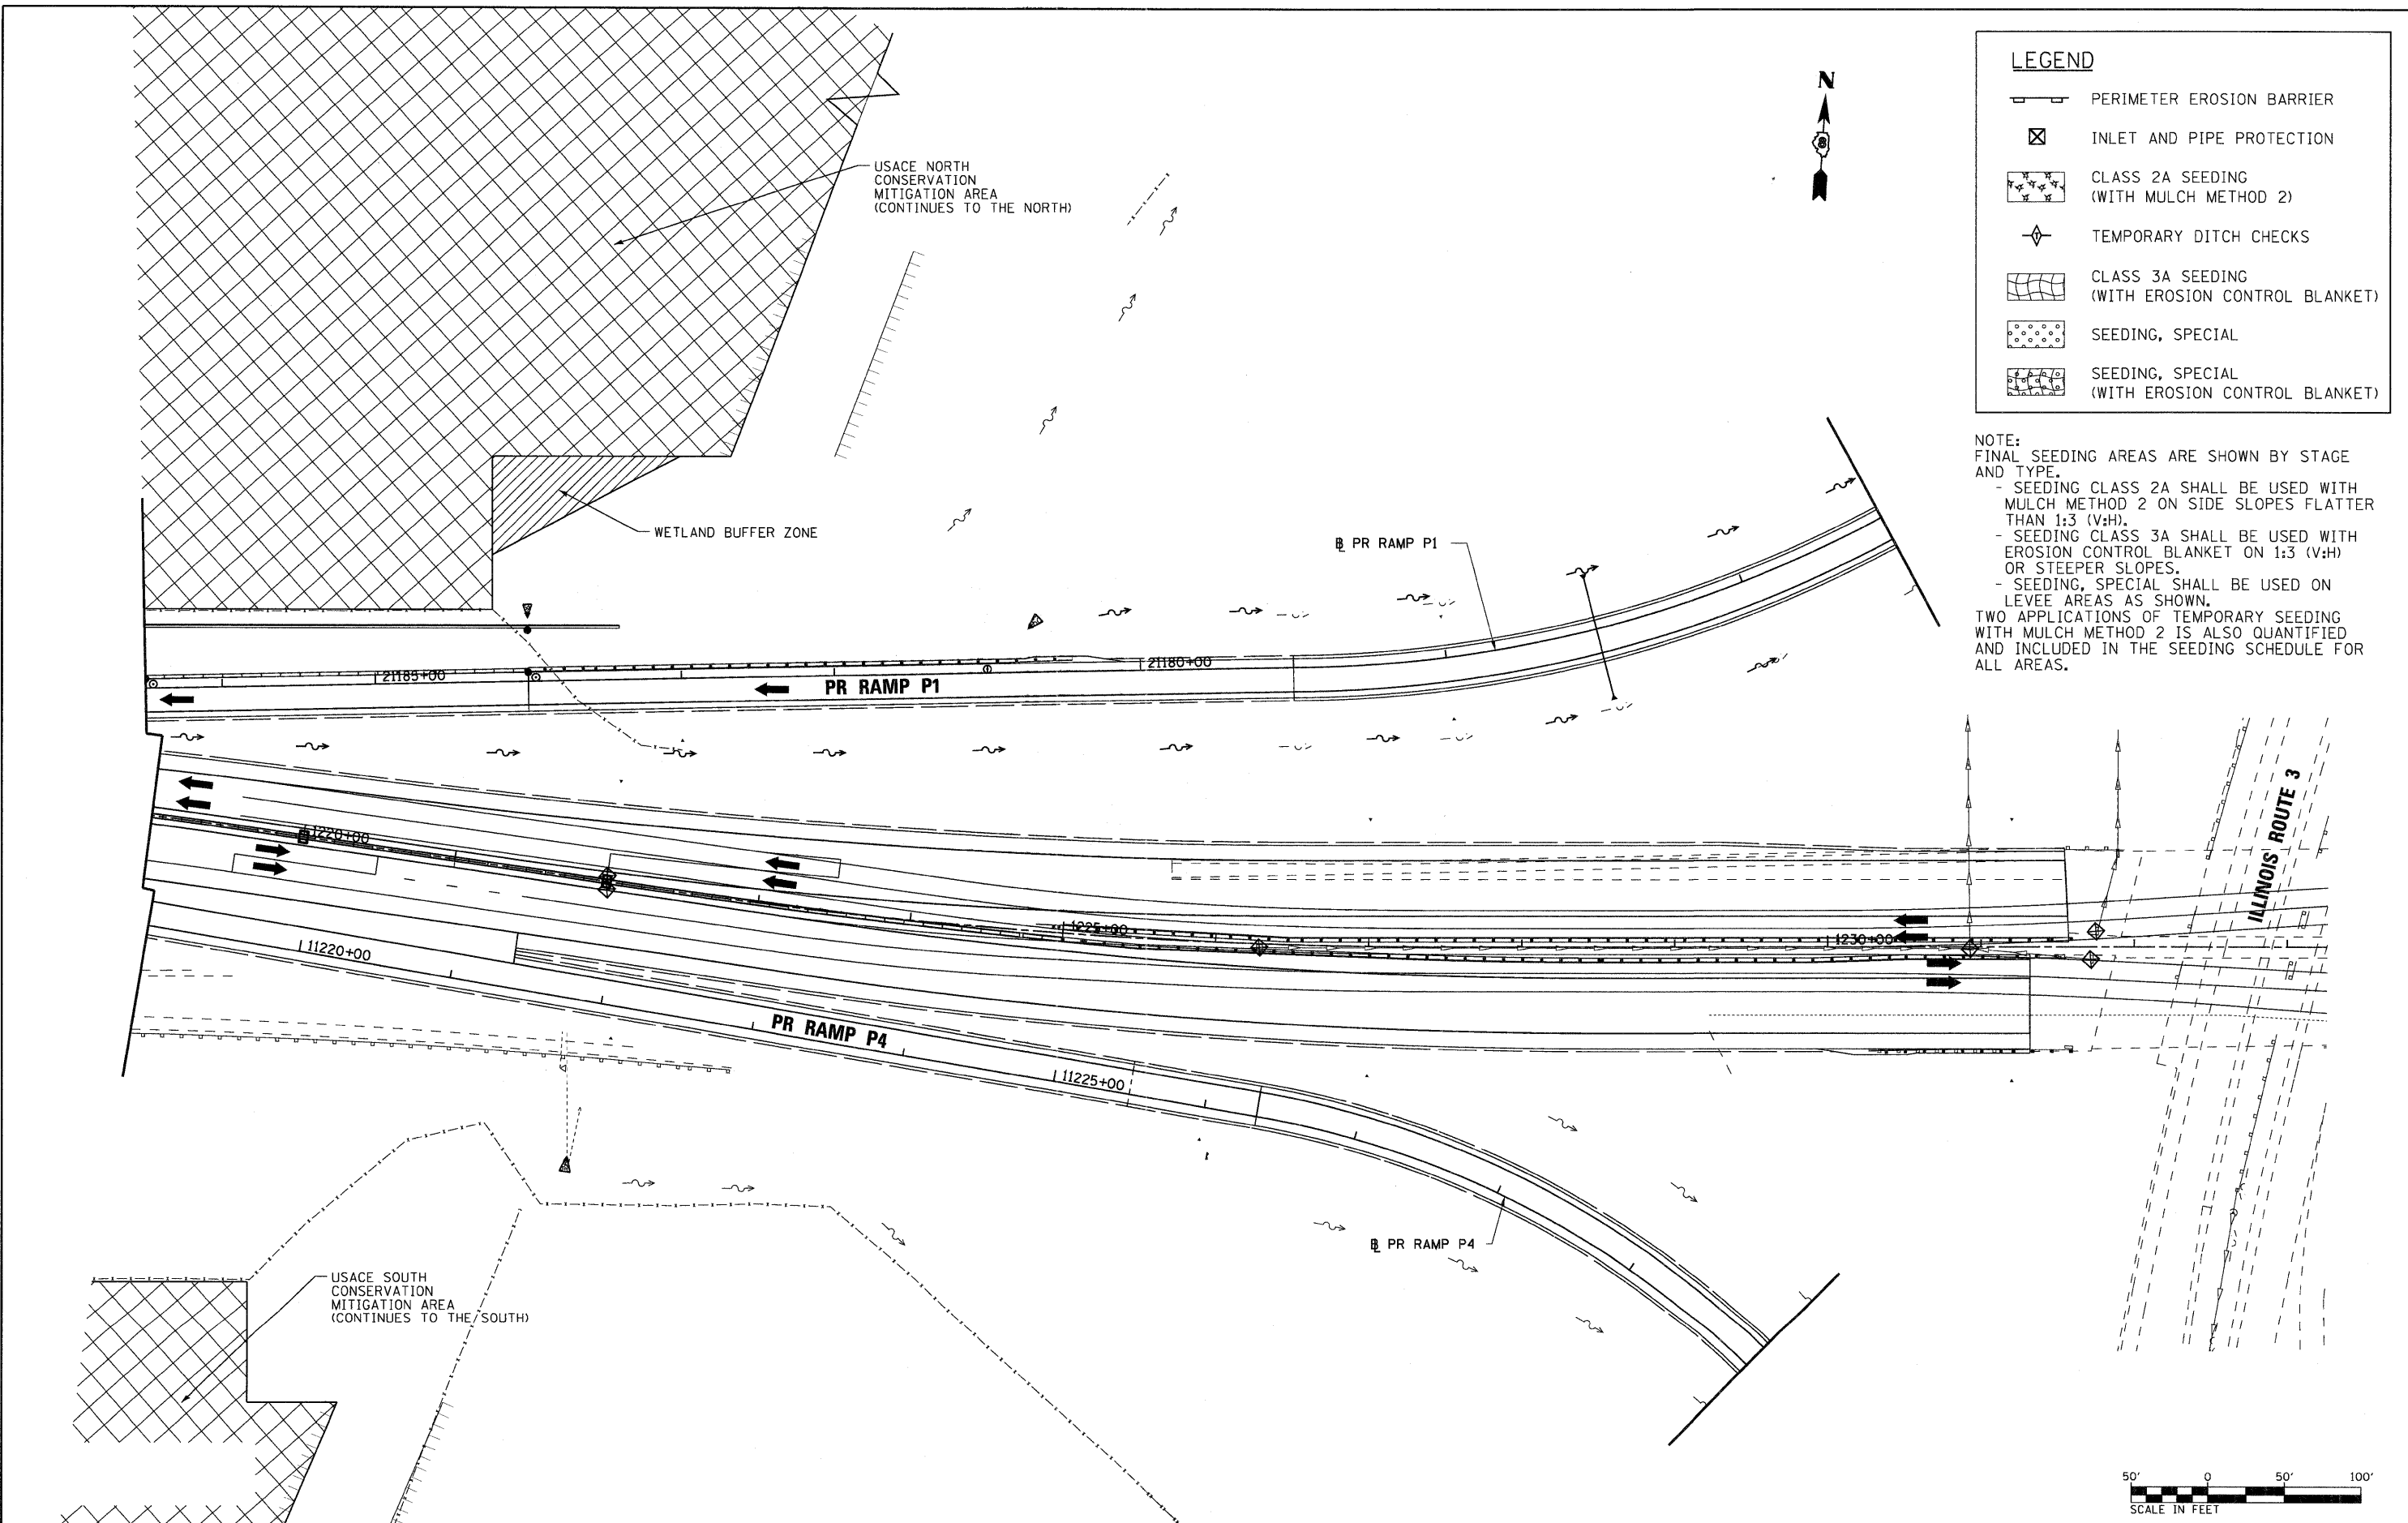 LEGEND
PERIMETER EROSION BARRIER
INLET AND PIPE PROTECTION
CLASS 2A SEEDING
(WITH MULCH METHOD 2)
TEMPORARY DITCH CHECKS
CLASS 3A SEEDING
(WITH EROSION CONTROL BLANKET)
SEEDING, SPECIAL
SEEDING, SPECIAL
(WITH EROSION CONTROL BLANKET)
N
8
USACE NORTH
CONSERVATION
MITIGATION AREA
(CONTINUES TO THE NORTH)
NOTE:
FINAL SEEDING AREAS ARE SHOWN BY STAGE
AND TYPE.
- SEEDING CLASS 2A SHALL BE USED WITH
MULCH METHOD 2 ON SIDE SLOPES FLATTER
THAN 1:3 (V:H).
- SEEDING CLASS 3A SHALL BE USED WITH
EROSION CONTROL BLANKET ON 1:3 (V:H)
OR STEEPER SLOPES.
- SEEDING, SPECIAL SHALL BE USED ON
LEVEE AREAS AS SHOWN.
TWO APPLICATIONS OF TEMPORARY SEEDING
WITH MULCH METHOD 2 IS ALSO QUANTIFIED
AND INCLUDED IN THE SEEDING SCHEDULE FOR
ALL AREAS.
WETLAND BUFFER ZONE
℄ PR RAMP P1
21185+00
21180+00
PR RAMP P1
ILLINOIS ROUTE 3
1220+00
1225+00
1230+00
11220+00
PR RAMP P4
11225+00
℄ PR RAMP P4
USACE SOUTH
CONSERVATION
MITIGATION AREA
(CONTINUES TO THE SOUTH)
50' 0 50' 100'
SCALE IN FEET